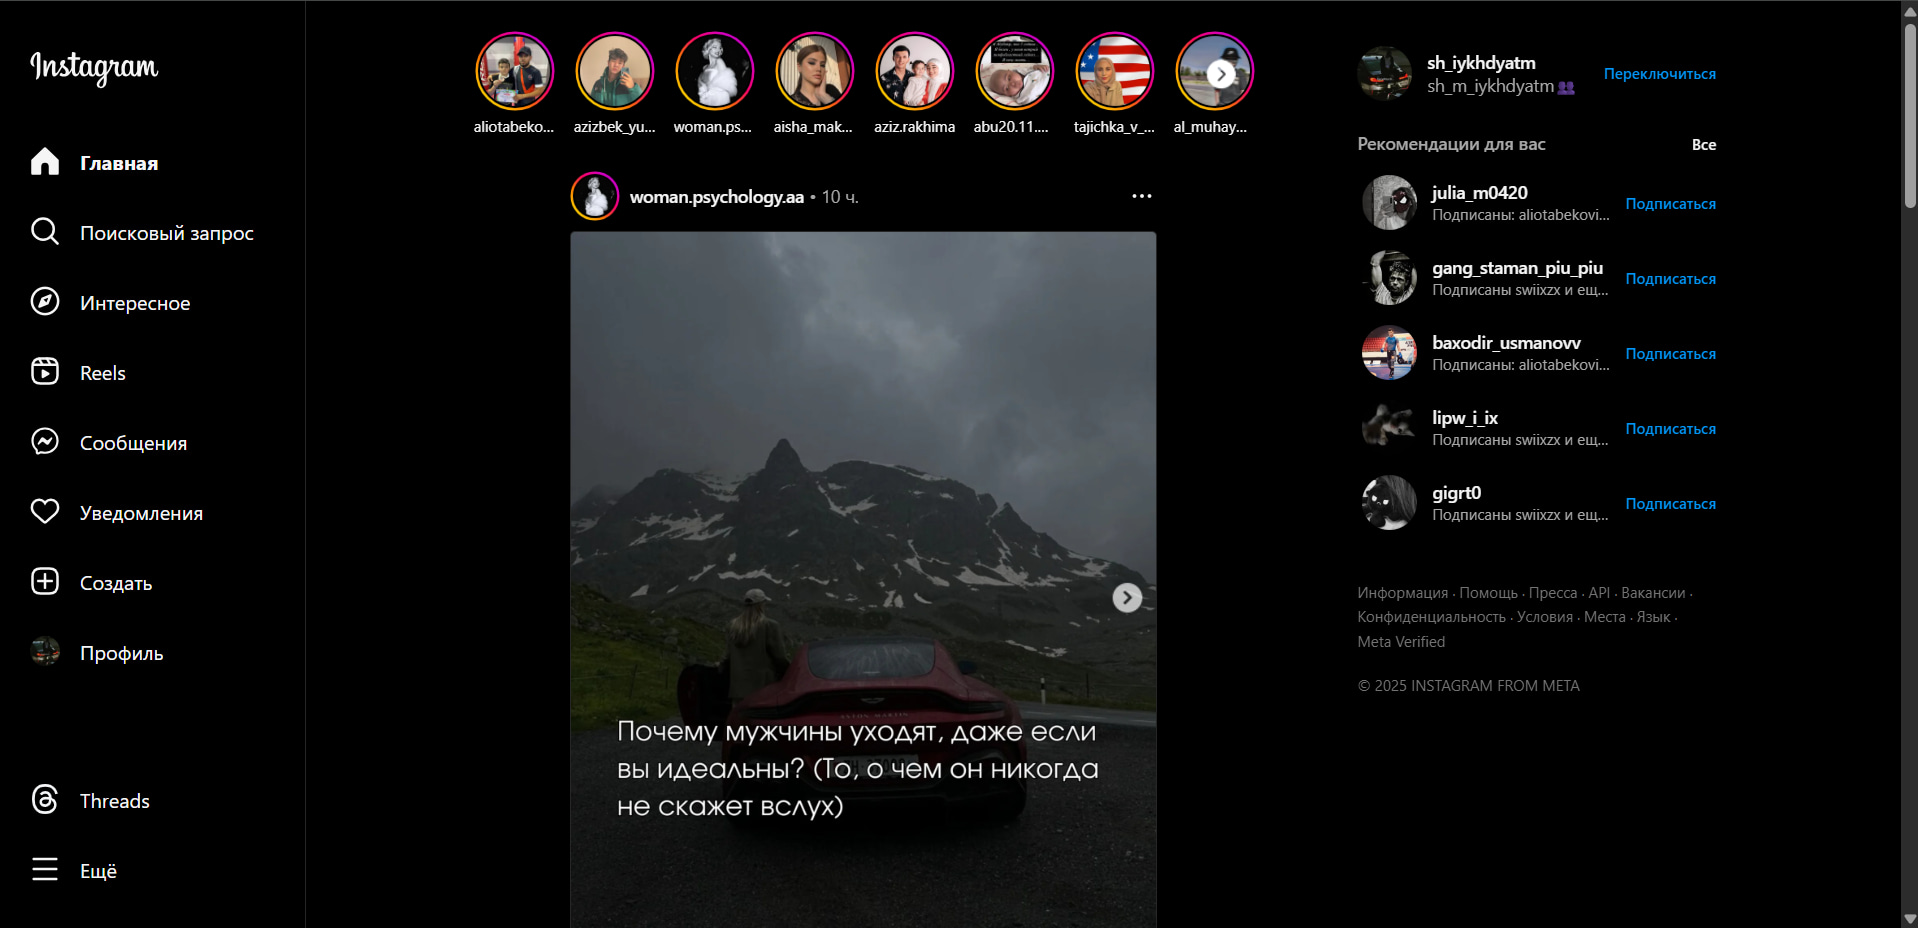 Instagram
Главная
Поисковый запрос
Интересное
Reels
Сообщения
Уведомления
Создать
Профиль
Threads
Ещё
aliotabeko...
azizbek_yu...
woman.ps...
aisha_mak...
aziz.rakhima
abu20.11....
tajichka_v_...
al_muhay...
woman.psychology.aa • 10 ч.
Почему мужчины уходят, даже если
вы идеальны? (То, о чем он никогда
не скажет вслух)
sh_iykhdyatm
sh_m_iykhdyatm👥
Переключиться
Рекомендации для вас
Все
julia_m0420
Подписаны: aliotabekovi...
Подписаться
gang_staman_piu_piu
Подписаны swiixzx и ещ...
Подписаться
baxodir_usmanovv
Подписаны: aliotabekovi...
Подписаться
lipw_i_ix
Подписаны swiixzx и ещ...
Подписаться
gigrt0
Подписаны swiixzx и ещ...
Подписаться
Информация · Помощь · Пресса · API · Вакансии ·
Конфиденциальность · Условия · Места · Язык ·
Meta Verified
© 2025 INSTAGRAM FROM META